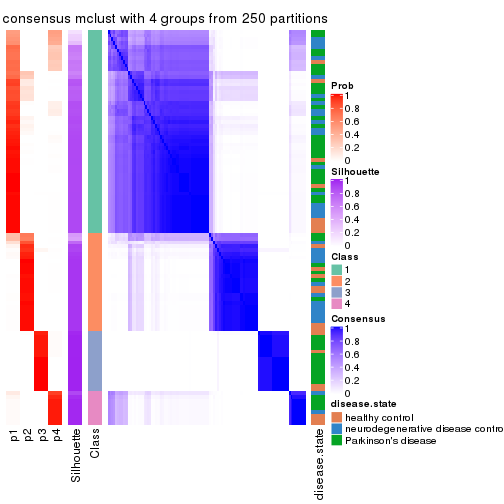 consensus mclust with 4 groups from 250 partitions
Prob
1
0.8
0.6
0.4
0.2
0
Silhouette
1
0.8
0.6
0.4
0.2
0
Class
1
2
3
4
Consensus
1
0.8
0.6
0.4
0.2
0
disease.state
healthy control
neurodegenerative disease contro
Parkinson's disease
p1
p2
p3
p4
Silhouette
Class
disease.state